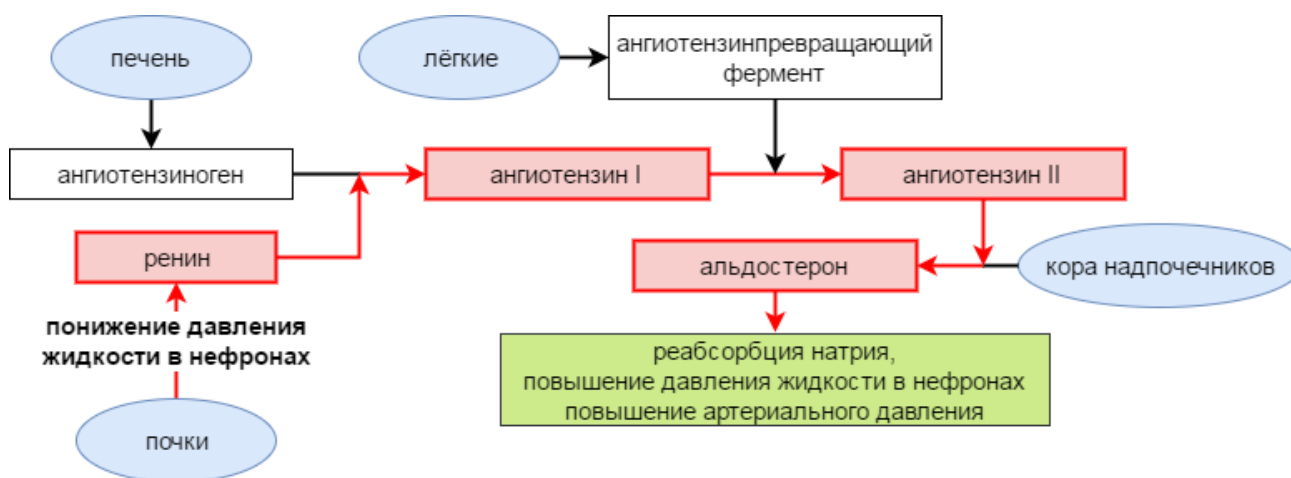 печень
лёгкие
ангиотензинпревращающий
фермент
ангиотензиноген
ангиотензин I
ангиотензин II
ренин
альдостерон
кора надпочечников
понижение давления
жидкости в нефронах
реабсорбция натрия,
повышение давления жидкости в нефронах
повышение артериального давления
почки